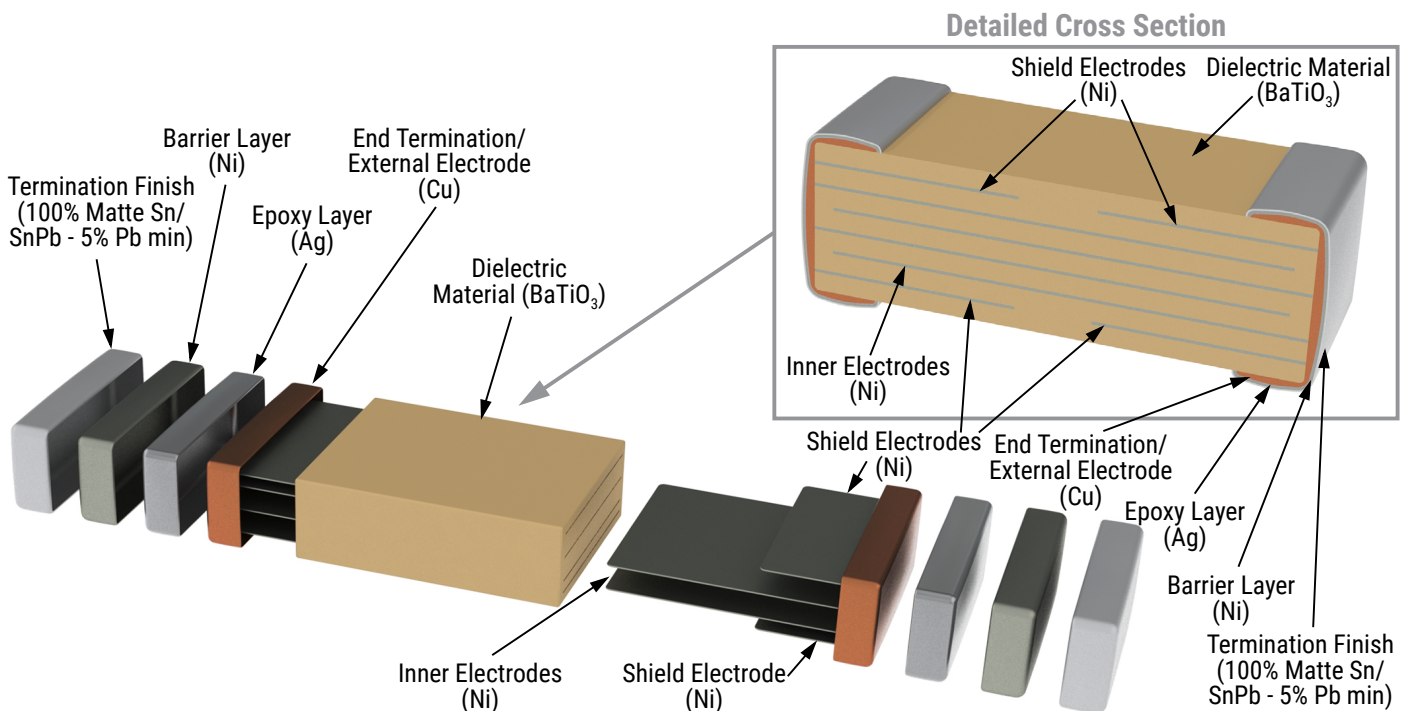 Detailed Cross Section
Shield Electrodes
(Ni)
Dielectric Material
(BaTiO₃)
Barrier Layer
(Ni)
End Termination/
External Electrode
(Cu)
Termination Finish
(100% Matte Sn/
SnPb - 5% Pb min)
Epoxy Layer
(Ag)
Dielectric
Material (BaTiO₃)
Inner Electrodes
(Ni)
Shield Electrodes
(Ni)
End Termination/
External Electrode
(Cu)
Epoxy Layer
(Ag)
Barrier Layer
(Ni)
Termination Finish
(100% Matte Sn/
SnPb - 5% Pb min)
Inner Electrodes
(Ni)
Shield Electrode
(Ni)